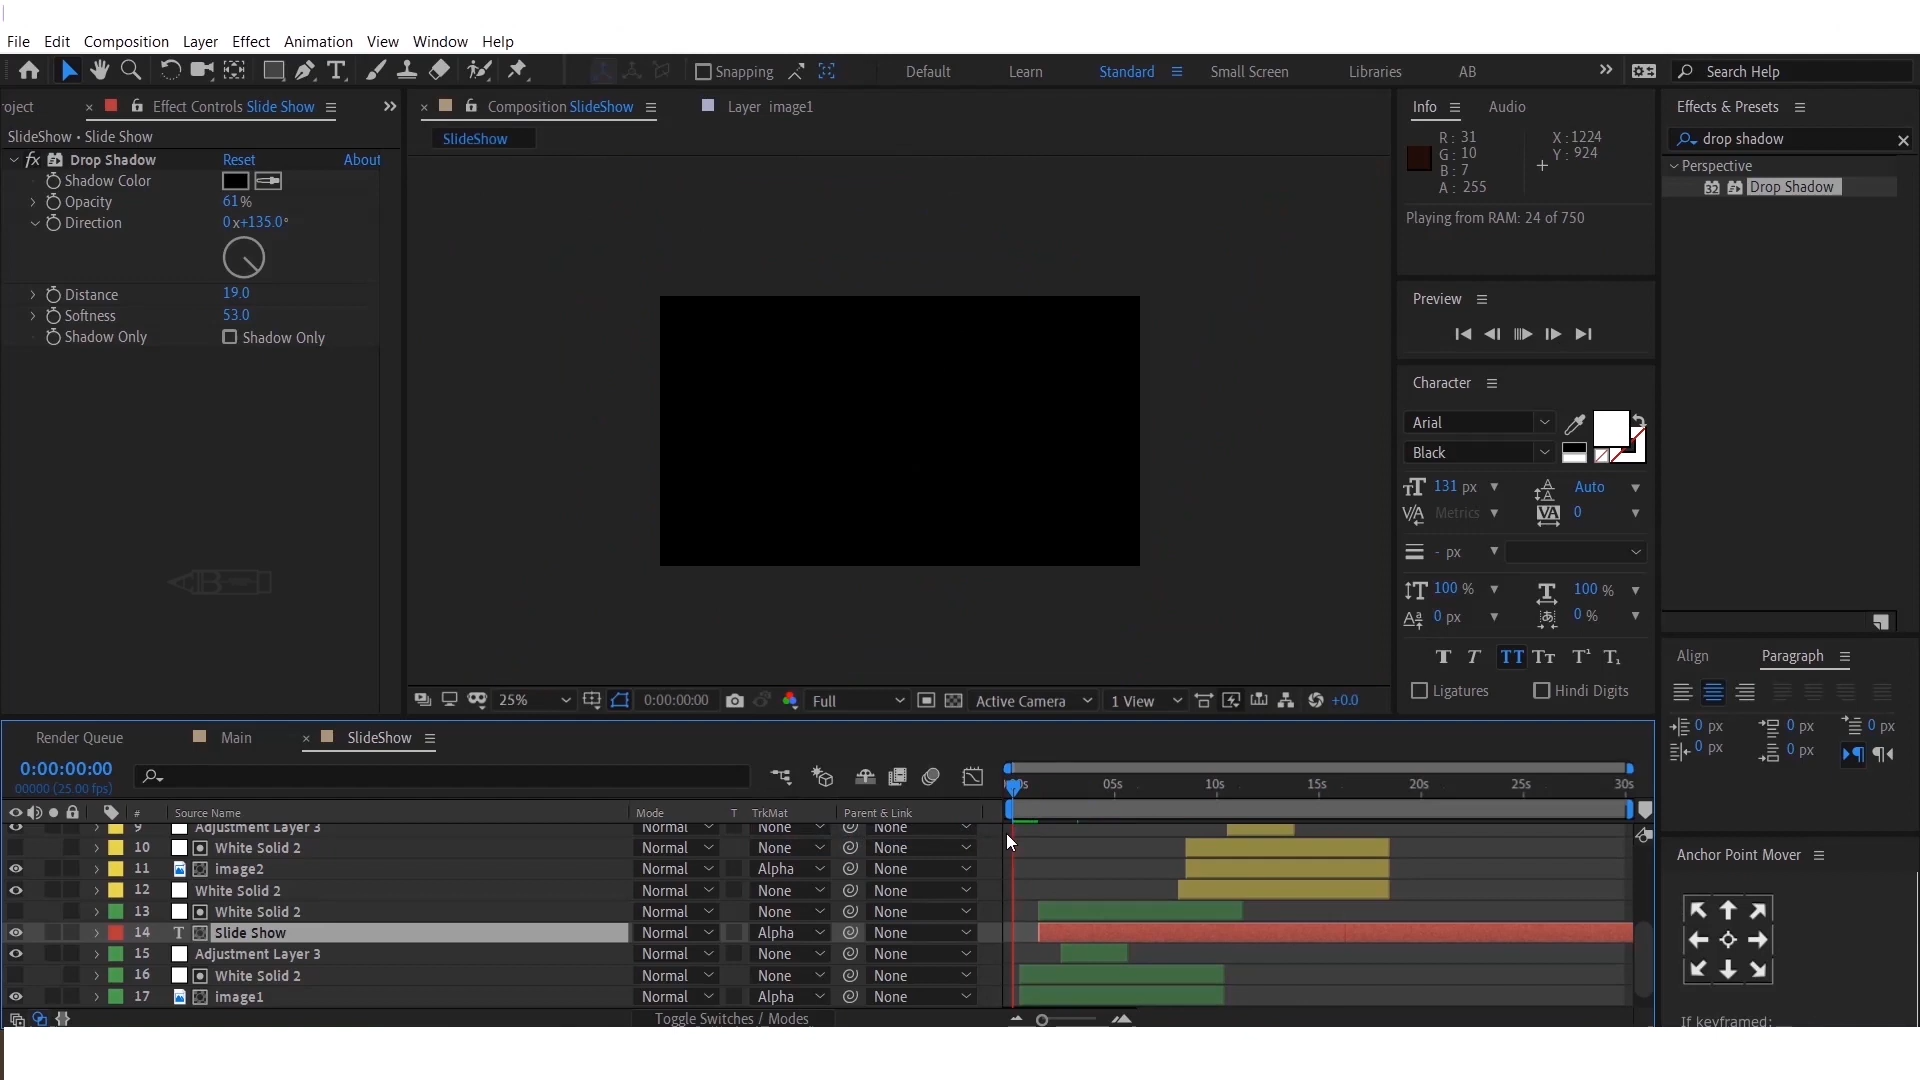 File Edit Composition Layer Effect Animation View Window Help
Snapping Default Learn Standard Small Screen Libraries AB Search Help
oject × Effect Controls Slide Show
SlideShow • Slide Show
fx Drop Shadow Reset About
Shadow Color
Opacity 61%
Direction 0x+135.0°
Distance 19.0
Softness 53.0
Shadow Only Shadow Only
× Composition SlideShow Layer image1
SlideShow
25% 0:00:00:00 Full Active Camera 1 View +0.0
Info Audio
R: 31 X: 1224
G: 10 Y: 924
B: 7
A: 255
Playing from RAM: 24 of 750
Preview
Character
Arial
Black
131 px Auto
Metrics 0
- px
100 % 100 %
0 px 0 %
Ligatures Hindi Digits
Effects & Presets
drop shadow
Perspective
32 Drop Shadow
Align Paragraph
0 px 0 px 0 px
0 px 0 px
Anchor Point Mover
If keyframed:
Render Queue Main × SlideShow
0:00:00:00
00000 (25.00 fps)
05s 10s 15s 20s 25s 30s
# Source Name Mode T TrkMat Parent & Link
9 Adjustment Layer 3 Normal None None
10 White Solid 2 Normal None None
11 image2 Normal Alpha None
12 White Solid 2 Normal None None
13 White Solid 2 Normal None None
14 T Slide Show Normal Alpha None
15 Adjustment Layer 3 Normal None None
16 White Solid 2 Normal None None
17 image1 Normal Alpha None
Toggle Switches / Modes